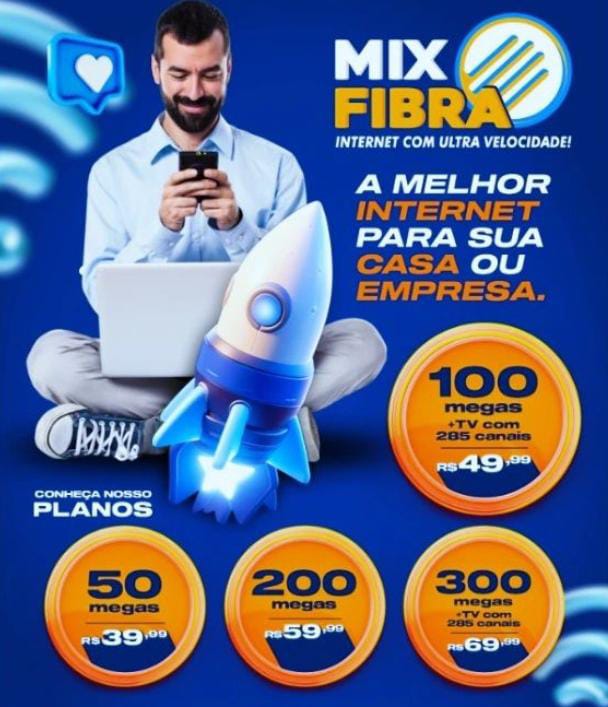 MIX
FIBRA
INTERNET COM ULTRA VELOCIDADE!
A MELHOR
INTERNET
PARA SUA
CASA OU
EMPRESA.
100
megas
+TV com
285 canais
R$49,99
CONHEÇA NOSSO
PLANOS
50
megas
R$39,99
200
megas
R$59,99
300
megas
+TV com
285 canais
R$69,99